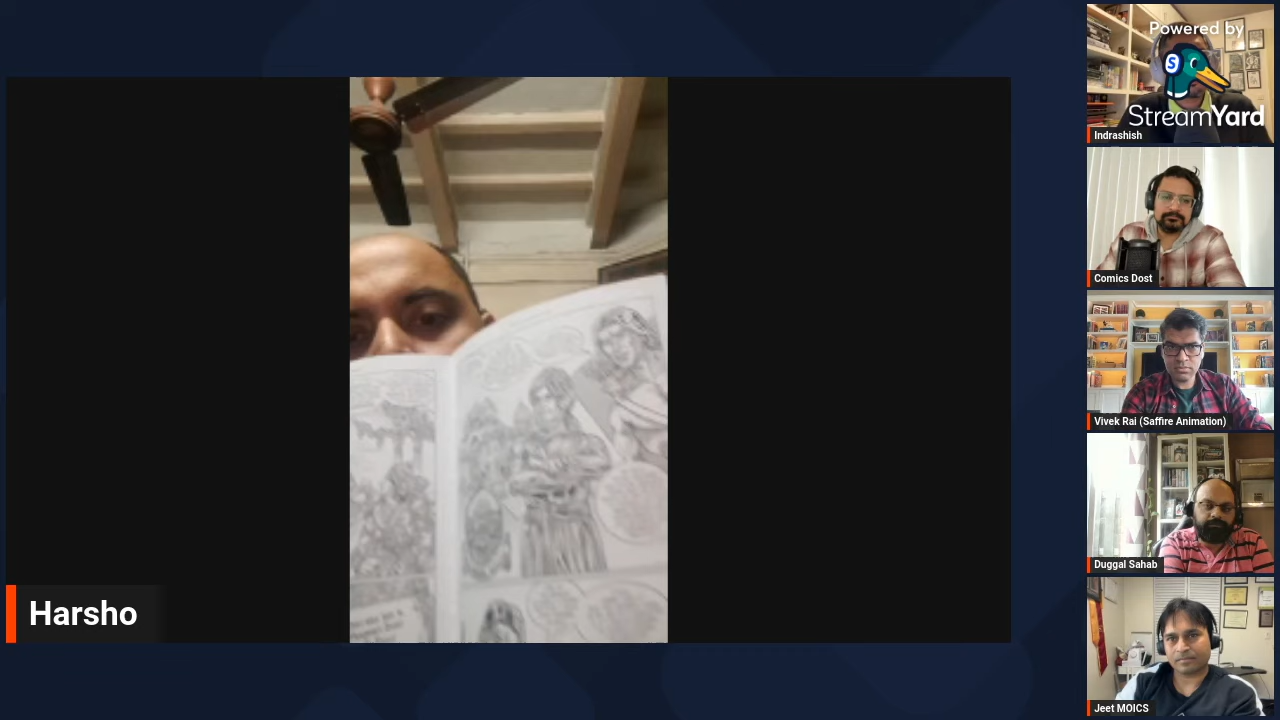 Powered by
S
StreamYard
Indrashish
Comics Dost
Vivek Rai (Saffire Animation)
Duggal Sahab
Jeet MOICS
Harsho